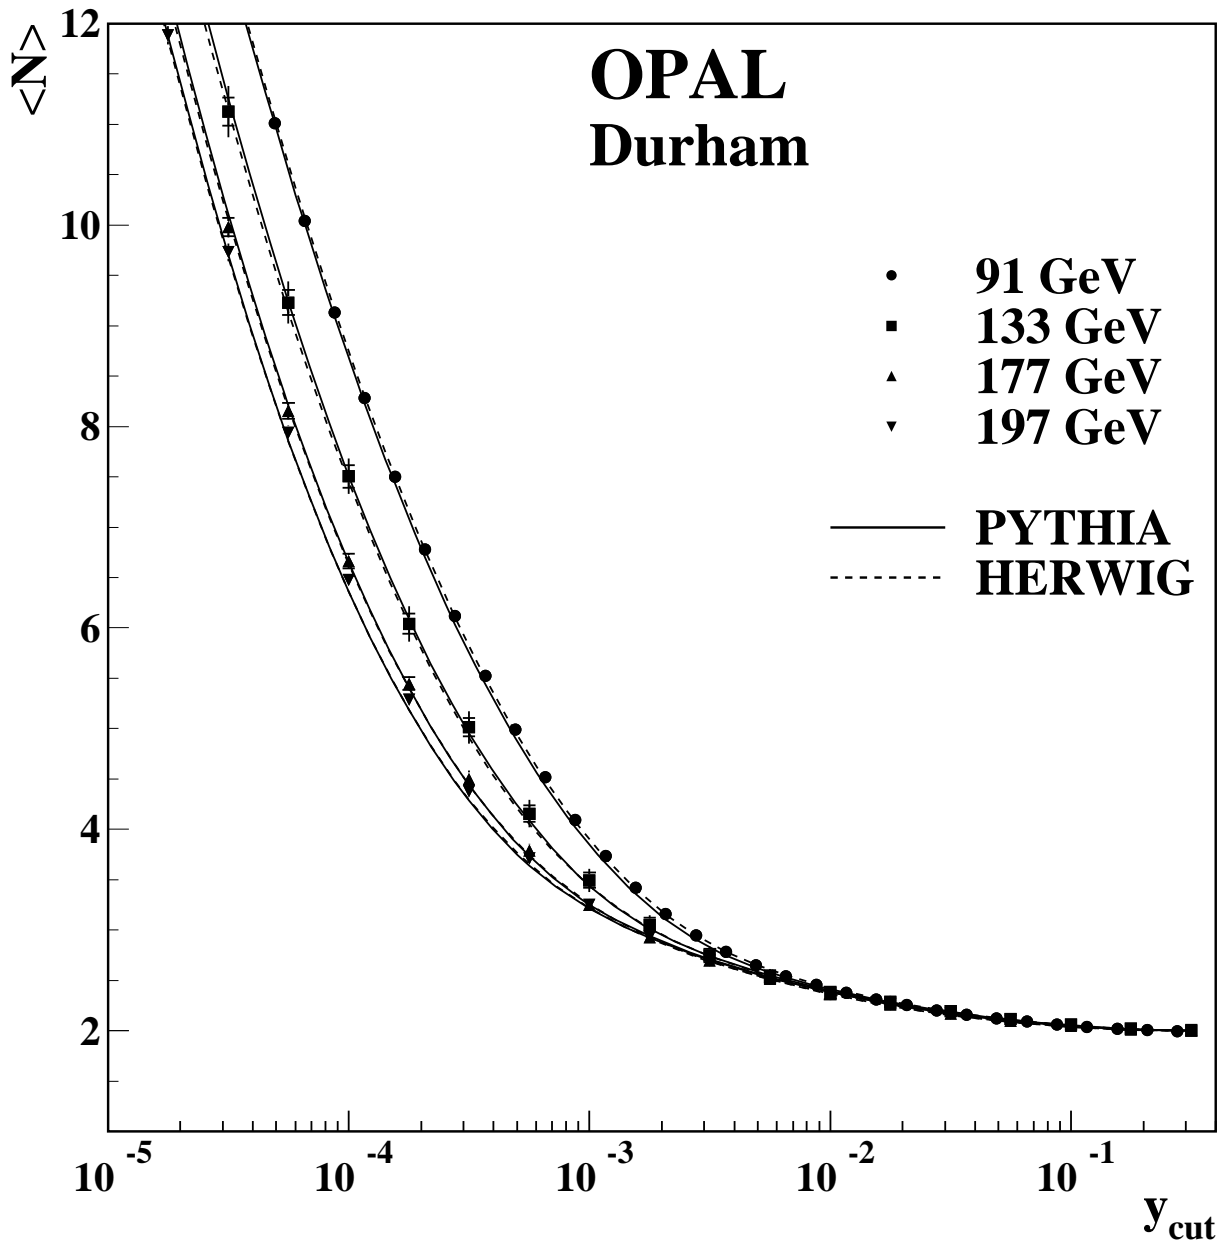 OPAL
Durham
<N>
12
10
8
6
4
2
91 GeV
133 GeV
177 GeV
197 GeV
PYTHIA
HERWIG
10⁻⁵ 10⁻⁴ 10⁻³ 10⁻² 10⁻¹
y_cut